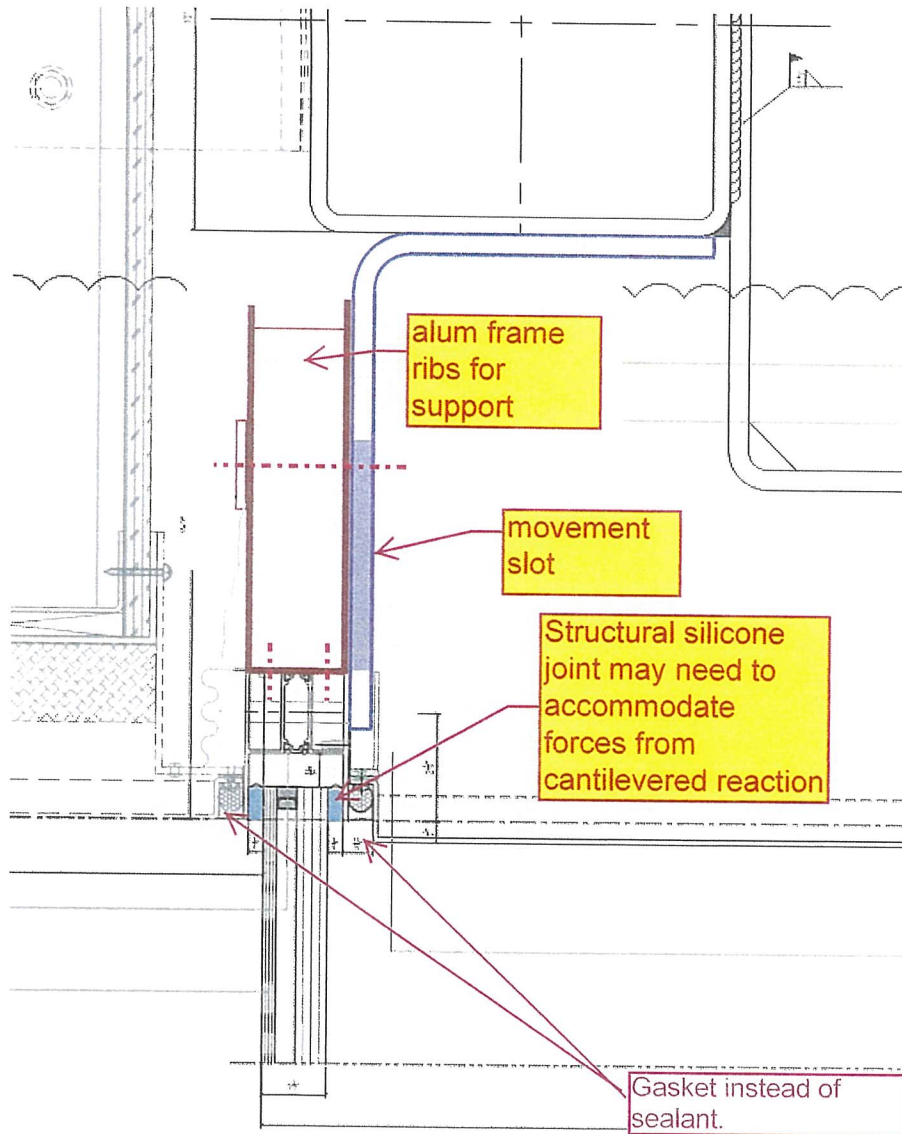 alum frame
ribs for
support
movement
slot
Structural silicone
joint may need to
accommodate
forces from
cantilevered reaction
Gasket instead of
sealant.